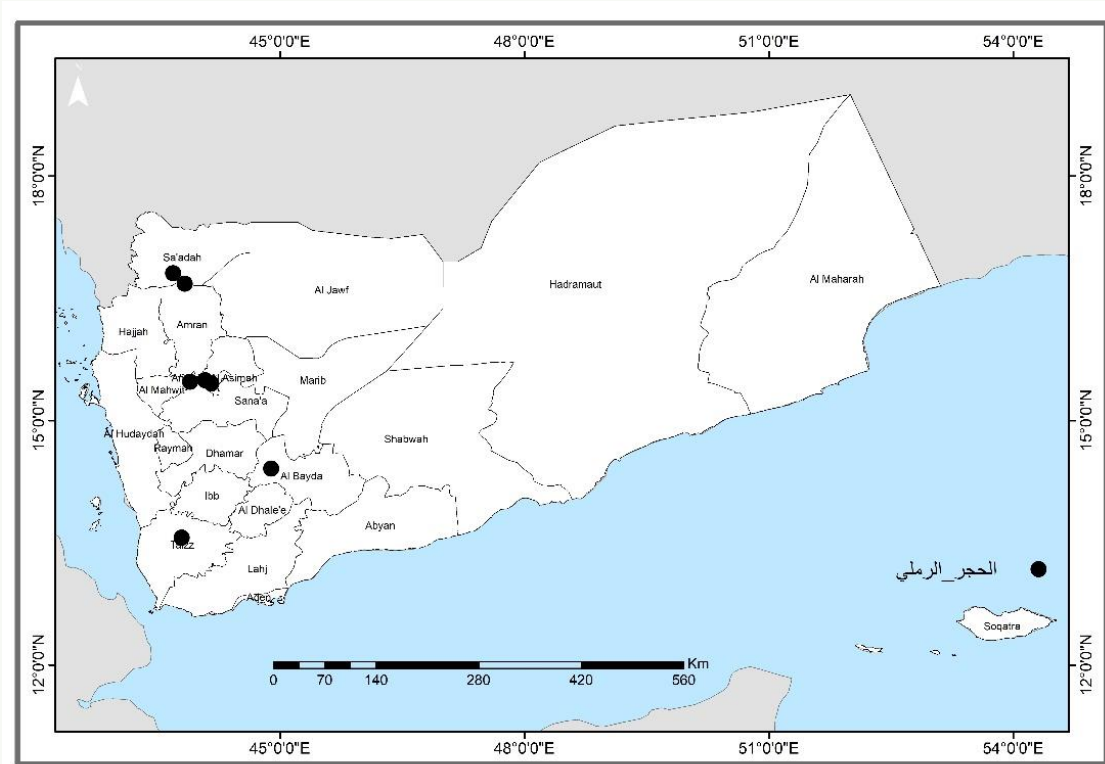 45°0'0"E 48°0'0"E 51°0'0"E 54°0'0"E
18°0'0"N 18°0'0"N
Sa'adah
Al Jawf
Hadramaut
Al Maharah
Amran
Hajjah
Asimah
Marib
Al Mahwit
Sana'a
15°0'0"N 15°0'0"N
Al Hudaydah
Shabwah
Raymah
Dhamar
Al Bayda
Ibb
Al Dhale'e
Abyan
Taizz
Lahj
الحجر_الرملي
Aden
Soqatra
12°0'0"N 12°0'0"N
Km
0 70 140 280 420 560
45°0'0"E 48°0'0"E 51°0'0"E 54°0'0"E